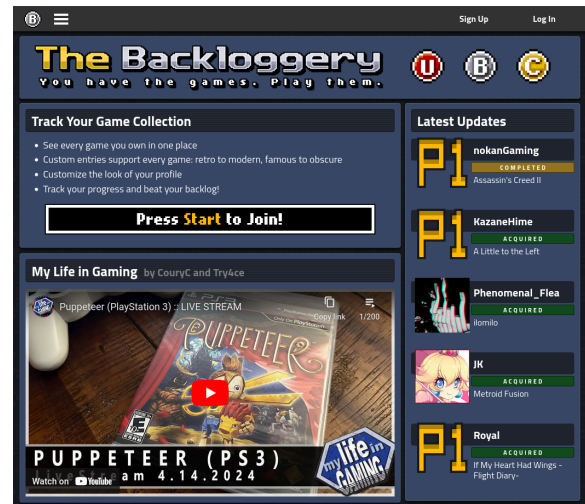 B
Sign Up
Log In
The Backloggery
You have the games. Play them.
U
B
C
Track Your Game Collection
See every game you own in one place
Custom entries support every game: retro to modern, famous to obscure
Customize the look of your profile
Track your progress and beat your backlog!
Press Start to Join!
My Life in Gaming by CouryC and Try4ce
Puppeteer (PlayStation 3) :: LIVE STREAM
Copy link
1/200
PS3
PUPPETEER
PUPPETEER (PS3)
LiveStream 4.14.2024
my life in GAMING
Watch on YouTube
Latest Updates
P1
nokanGaming
COMPLETED
Assassin's Creed II
P1
KazaneHime
ACQUIRED
A Little to the Left
Phenomenal_Flea
ACQUIRED
ilomilo
JK
ACQUIRED
Metroid Fusion
P1
Royal
ACQUIRED
If My Heart Had Wings -
Flight Diary-